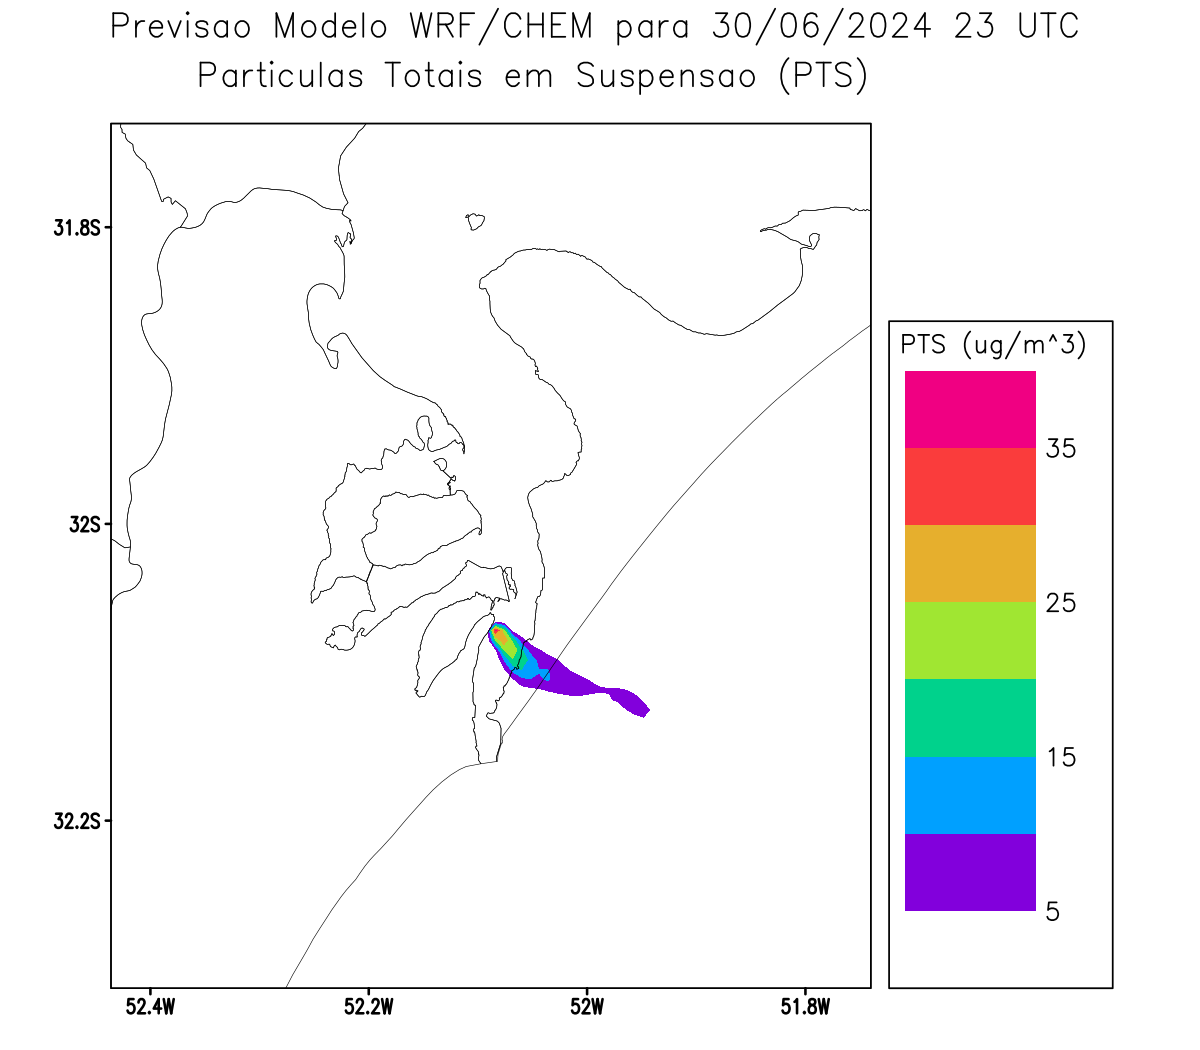 Previsao Modelo WRF/CHEM para 30/06/2024 23 UTC
Particulas Totais em Suspensao (PTS)
31.8S
32S
32.2S
52.4W
52.2W
52W
51.8W
PTS (ug/m^3)
35
25
15
5